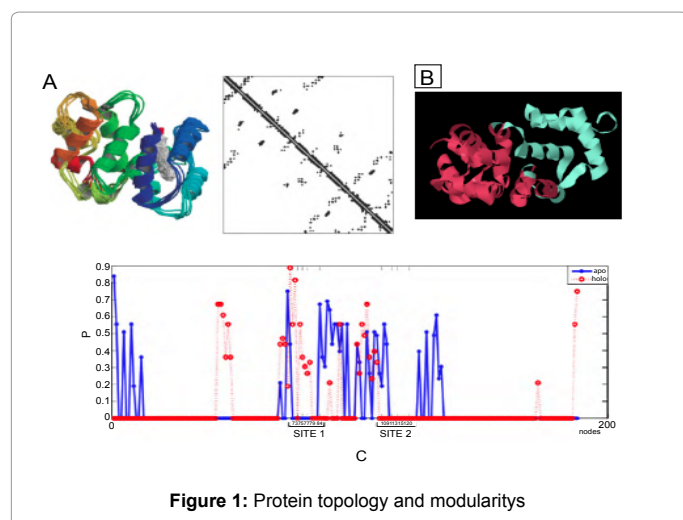 A
B
0.9
0.8
0.7
0.6
0.5
0.4
0.3
0.2
0.1
0
P
apo
holo
0
200
nodes
SITE 1
SITE 2
C
Figure 1: Protein topology and modularitys